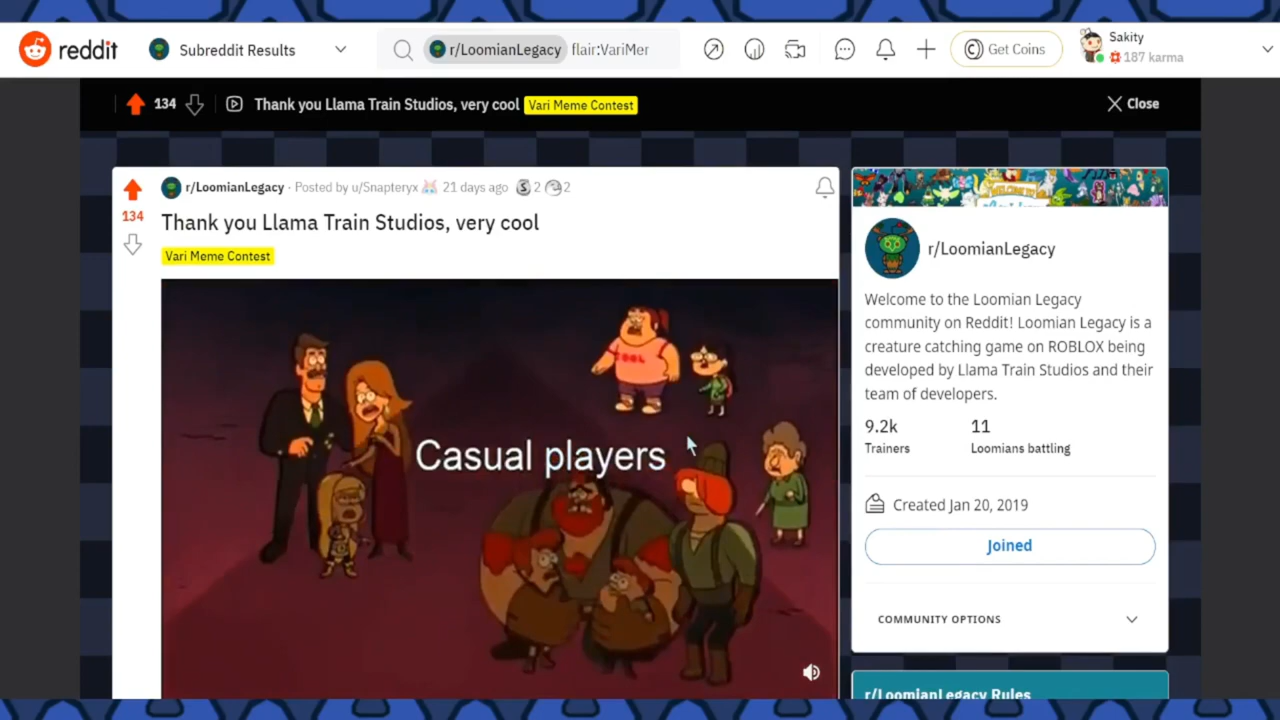 reddit
Subreddit Results
r/LoomianLegacy flair:VariMer
Get Coins
Sakity
187 karma
134
Thank you Llama Train Studios, very cool Vari Meme Contest
Close
134
r/LoomianLegacy · Posted by u/Snapteryx 21 days ago 2 2
Thank you Llama Train Studios, very cool
Vari Meme Contest
COOL
Casual players
r/LoomianLegacy
Welcome to the Loomian Legacy
community on Reddit! Loomian Legacy is a
creature catching game on ROBLOX being
developed by Llama Train Studios and their
team of developers.
9.2k 11
Trainers Loomians battling
Created Jan 20, 2019
Joined
COMMUNITY OPTIONS
r/LoomianLegacy Rules